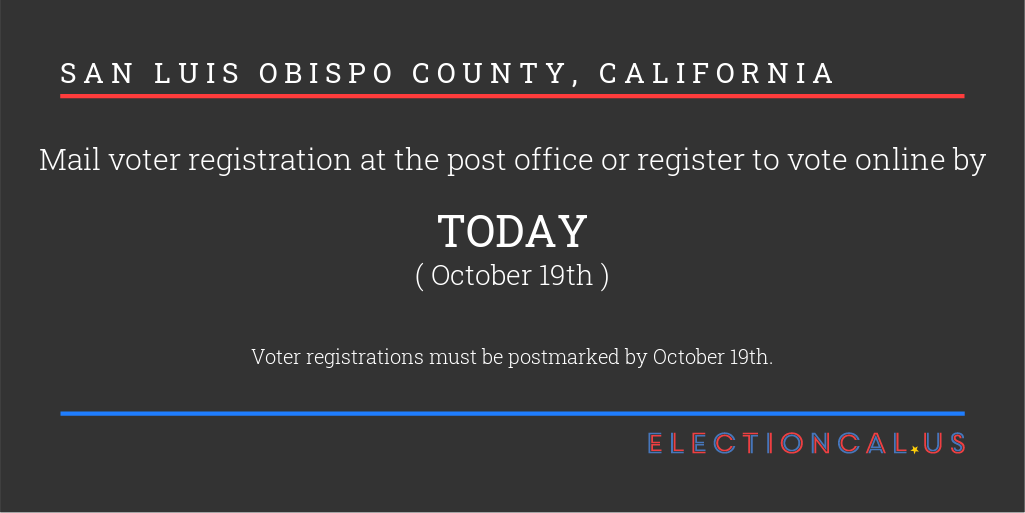 SAN LUIS OBISPO COUNTY, CALIFORNIA
Mail voter registration at the post office or register to vote online by
TODAY
( October 19th )
Voter registrations must be postmarked by October 19th.
ELECTIONCAL.US